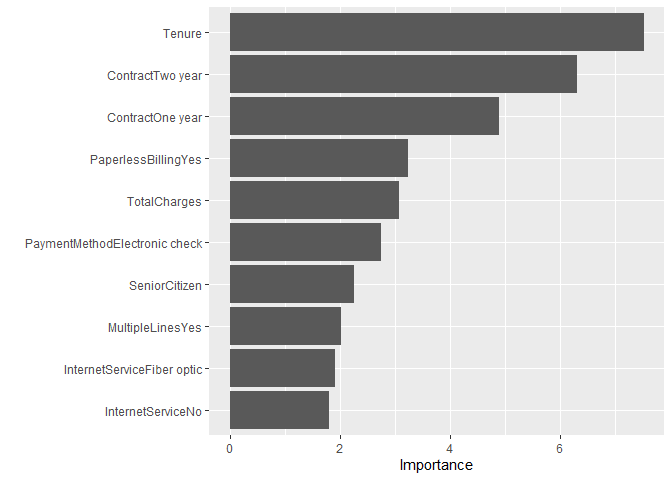 Tenure
ContractTwo year
ContractOne year
PaperlessBillingYes
TotalCharges
PaymentMethodElectronic check
SeniorCitizen
MultipleLinesYes
InternetServiceFiber optic
InternetServiceNo
0 2 4 6
Importance